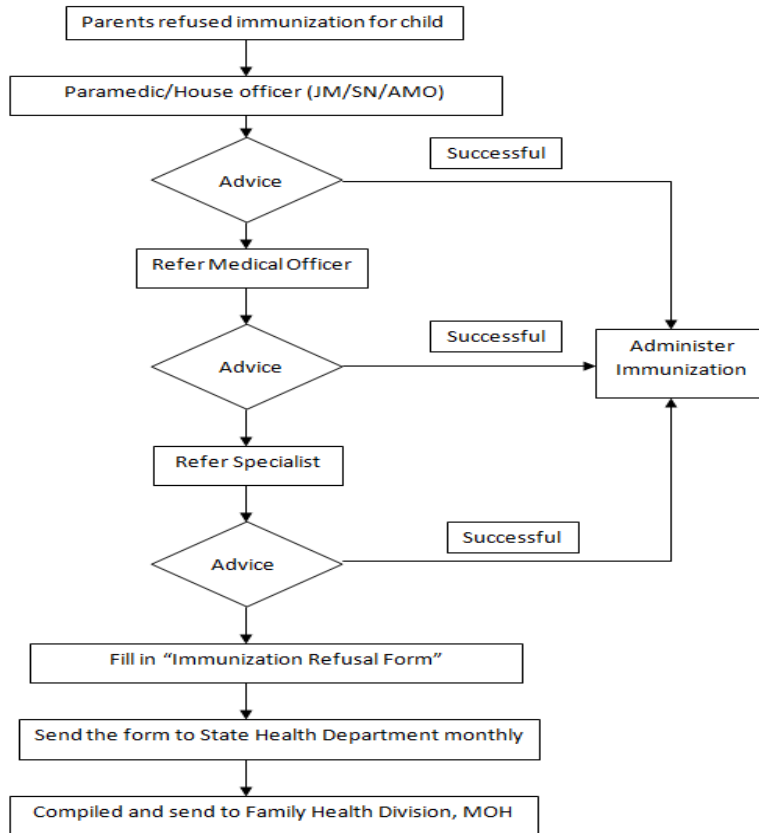 Parents refused immunization for child
Paramedic/House officer (JM/SN/AMO)
Successful
Advice
Refer Medical Officer
Successful
Advice
Administer
Immunization
Refer Specialist
Successful
Advice
Fill in “Immunization Refusal Form”
Send the form to State Health Department monthly
Compiled and send to Family Health Division, MOH